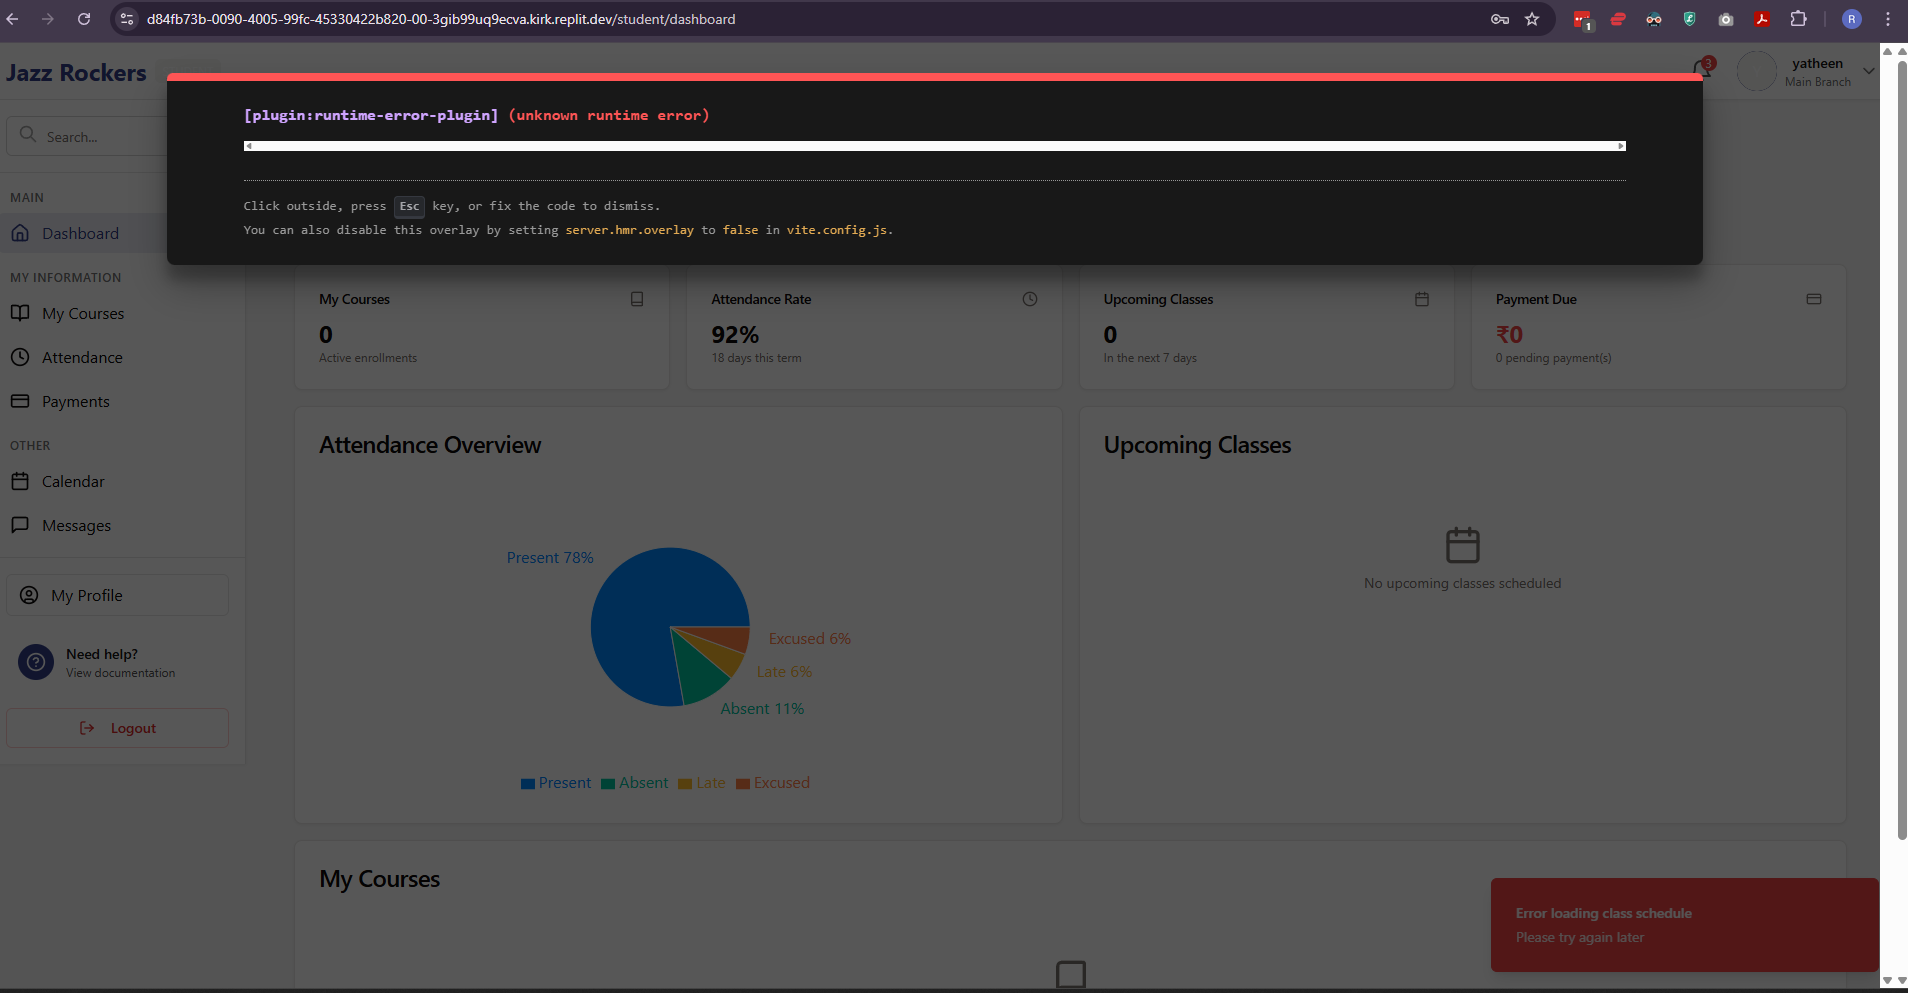 d84fb73b-0090-4005-99fc-45330422b820-00-3gib99uq9ecva.kirk.replit.dev/student/dashboard
1
R
Jazz Rockers
3
yatheen
Main Branch
Search...
[plugin:runtime-error-plugin] (unknown runtime error)
Click outside, press Esc key, or fix the code to dismiss.
You can also disable this overlay by setting server.hmr.overlay to false in vite.config.js.
MAIN
Dashboard
MY INFORMATION
My Courses
Attendance
Payments
OTHER
Calendar
Messages
My Profile
Need help?
View documentation
Logout
My Courses
0
Active enrollments
Attendance Rate
92%
18 days this term
Upcoming Classes
0
In the next 7 days
Payment Due
₹0
0 pending payment(s)
Attendance Overview
Present 78%
Excused 6%
Late 6%
Absent 11%
Present Absent Late Excused
Upcoming Classes
No upcoming classes scheduled
My Courses
Error loading class schedule
Please try again later